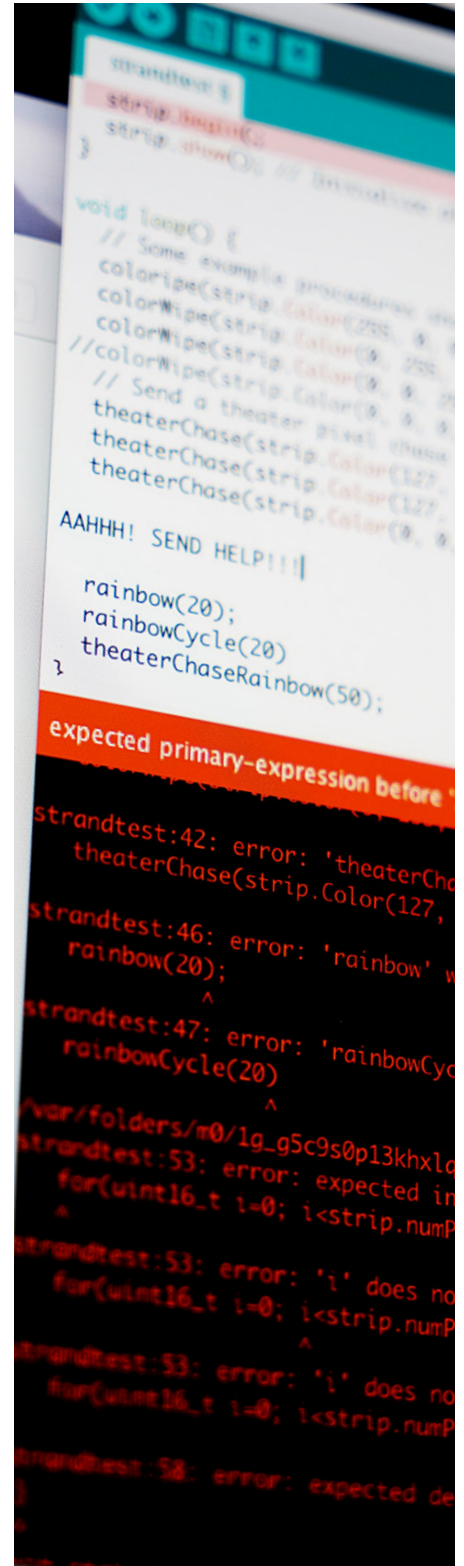 strandtest §
strip.begin();
strip.show(); // Initialize
}
void loop() {
// Some example procedures
coloripe(strip.Color(255, 0,
colorWipe(strip.Color(0, 255,
colorWipe(strip.Color(0, 0,
//colorWipe(strip.Color(0, 0, 0,
// Send a theater pixel chase
theaterChase(strip.Color(127,
theaterChase(strip.Color(127,
theaterChase(strip.Color(0, 0,
AAHHH! SEND HELP!!!
rainbow(20);
rainbowCycle(20)
theaterChaseRainbow(50);
}
expected primary-expression before '
strandtest:42: error: 'theaterCha
theaterChase(strip.Color(127,
strandtest:46: error: 'rainbow' w
rainbow(20);
^
strandtest:47: error: 'rainbowCyc
rainbowCycle(20)
^
/var/folders/m0/1g_g5c9s0p13khxlq
strandtest:53: error: expected in
for(uint16_t i=0; i<strip.numP
^
strandtest:53: error: 'i' does no
for(uint16_t i=0; i<strip.numP
^
strandtest:53: error: 'i' does no
for(uint16_t i=0; i<strip.numP
^
strandtest:58: error: expected de
}
^